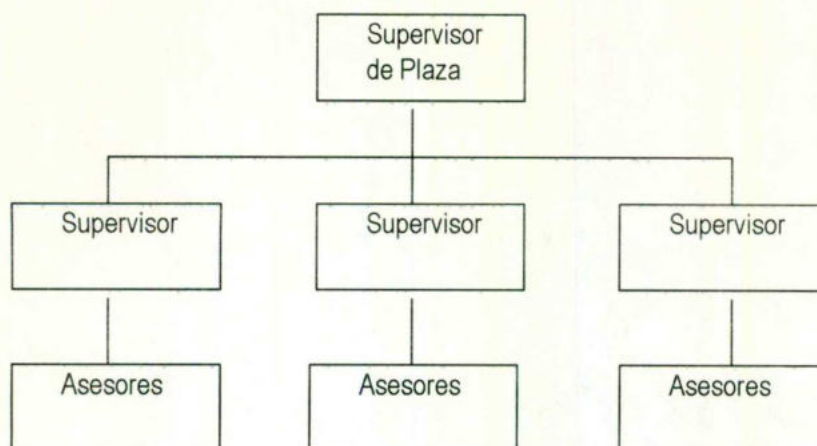 Supervisor
de Plaza
Supervisor
Supervisor
Supervisor
Asesores
Asesores
Asesores